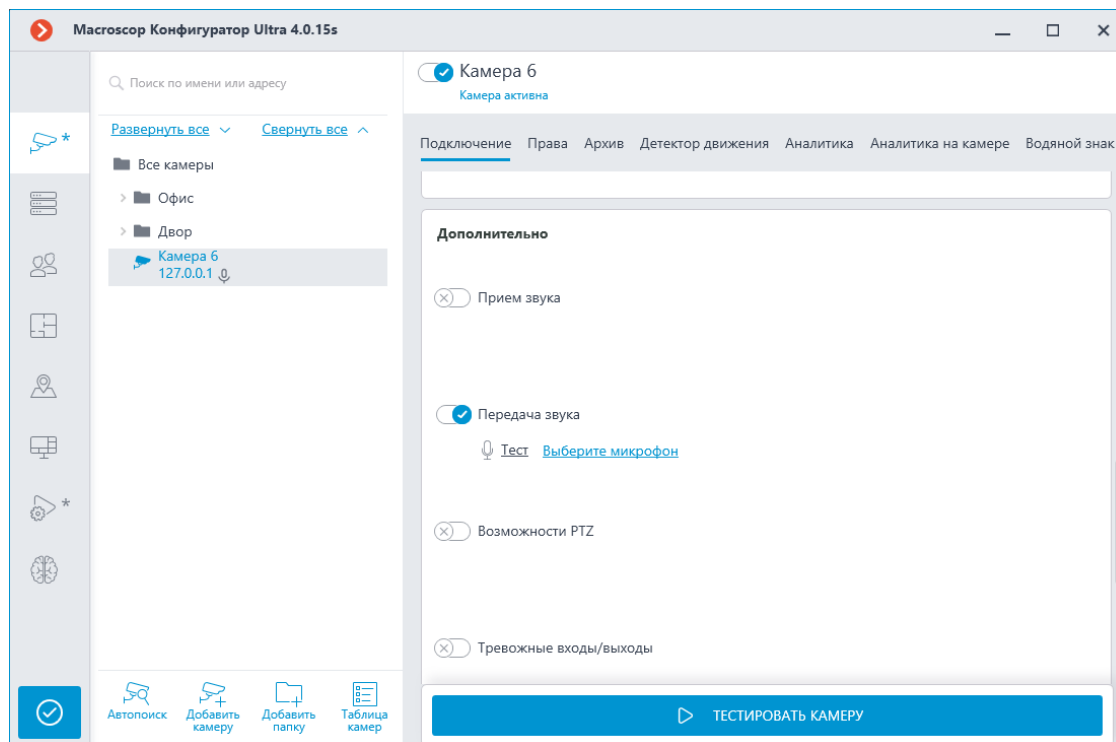 Macroscop Конфигуратор Ultra 4.0.15s
Поиск по имени или адресу
Развернуть все
Свернуть все
Все камеры
Офис
Двор
Камера 6
127.0.0.1
Автопоиск
Добавить
камеру
Добавить
папку
Таблица
камер
Камера 6
Камера активна
Подключение Права Архив Детектор движения Аналитика Аналитика на камере Водяной знак
Дополнительно
Прием звука
Передача звука
Тест Выберите микрофон
Возможности PTZ
Тревожные входы/выходы
ТЕСТИРОВАТЬ КАМЕРУ